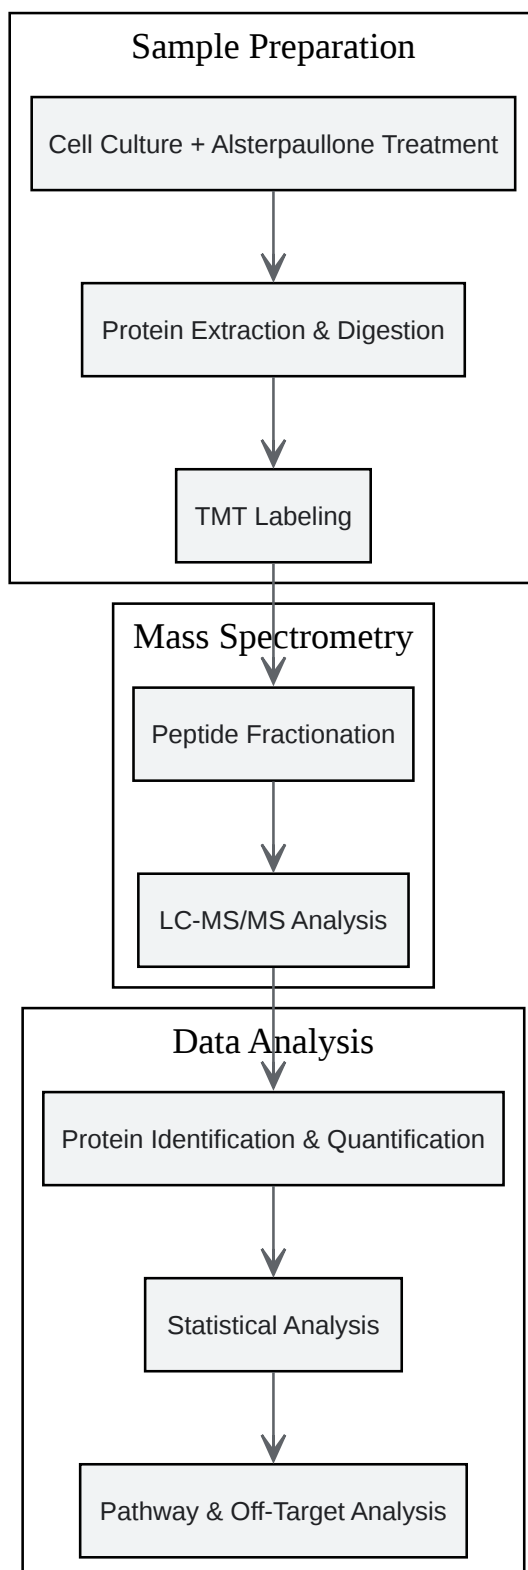 Sample Preparation
Cell Culture + Alsterpaullone Treatment
Protein Extraction & Digestion
TMT Labeling
Mass Spectrometry
Peptide Fractionation
LC-MS/MS Analysis
Data Analysis
Protein Identification & Quantification
Statistical Analysis
Pathway & Off-Target Analysis